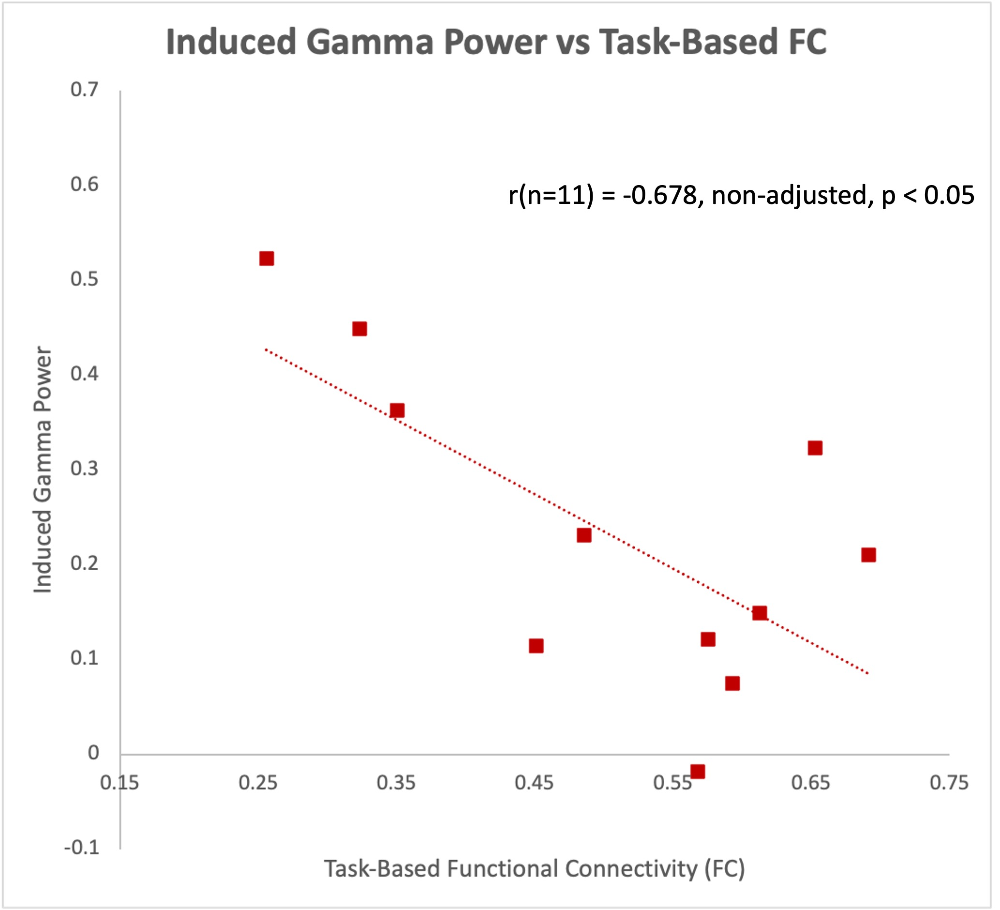 Induced Gamma Power vs Task-Based FC
0.7
0.6
r(n=11) = -0.678, non-adjusted, p < 0.05
0.5
0.4
0.3
0.2
0.1
0
-0.1
Induced Gamma Power
0.15 0.25 0.35 0.45 0.55 0.65 0.75
Task-Based Functional Connectivity (FC)